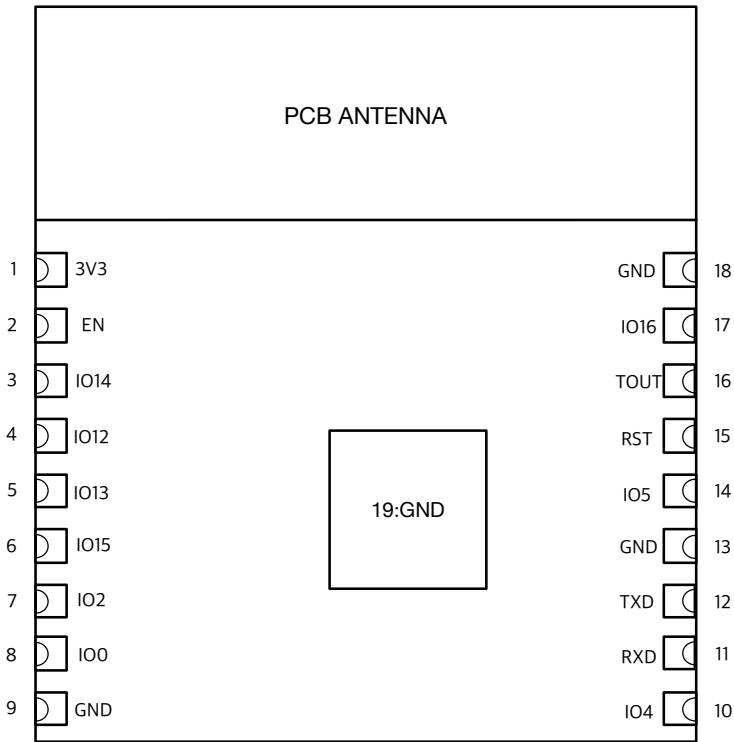 PCB ANTENNA
1 3V3 GND 18
2 EN IO16 17
3 IO14 TOUT 16
4 IO12 RST 15
5 IO13 IO5 14
19:GND
6 IO15 GND 13
7 IO2 TXD 12
8 IO0 RXD 11
9 GND IO4 10